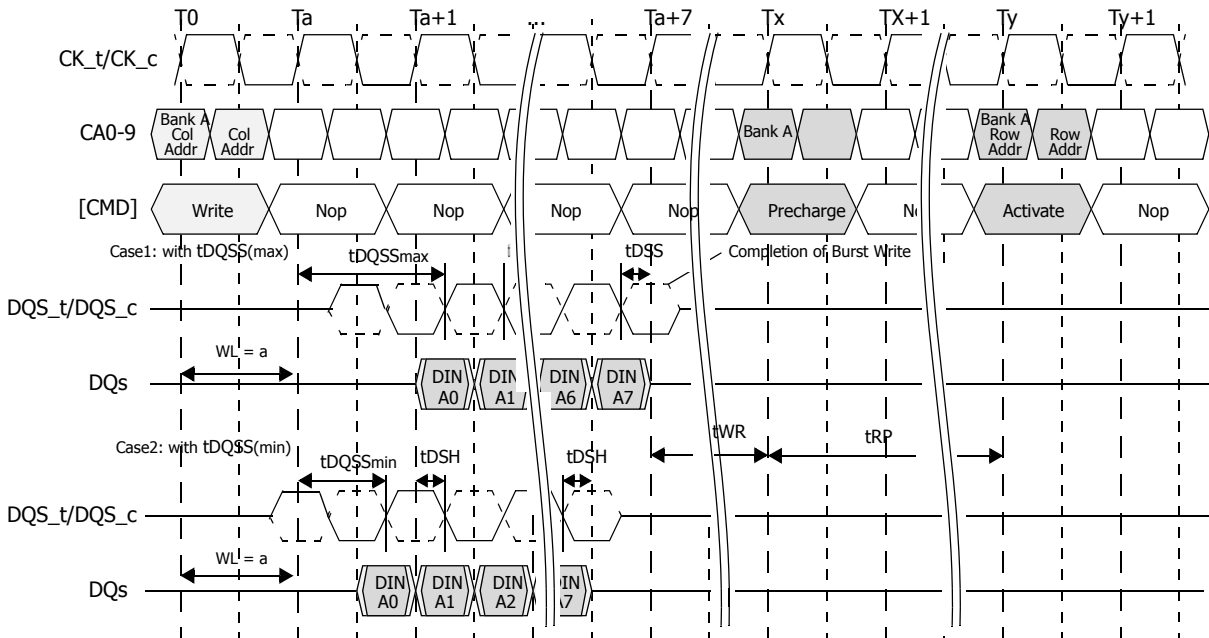 T0 Ta Ta+1 ... Ta+7 Tx TX+1 Ty Ty+1
CK_t/CK_c
CA0-9
Bank A
Col
Addr
Col
Addr
Bank A
Bank A
Row
Addr
Row
Addr
[CMD] Write Nop Nop Nop Nop Precharge Activate Nop
Case1: with tDQSS(max) tDQSSmax tDSS Completion of Burst Write
DQS_t/DQS_c
WL = a
DQs
DIN
A0
DIN
A1
DIN
A6
DIN
A7
tWR tRP
Case2: with tDQSS(min) tDQSSmin tDSH tDSH
DQS_t/DQS_c
WL = a
DQs
DIN
A0
DIN
A1
DIN
A2
IN
A7